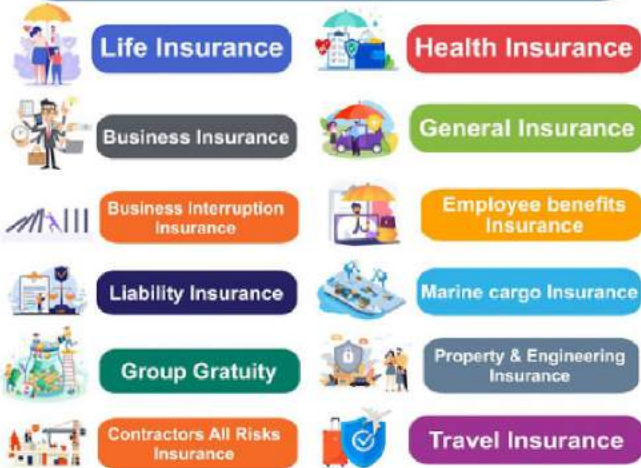 Life Insurance
Health Insurance
Business Insurance
General Insurance
Business Interruption
Insurance
Employee benefits
Insurance
Liability Insurance
Marine cargo Insurance
Group Gratuity
Property & Engineering
Insurance
Contractors All Risks
Insurance
Travel Insurance